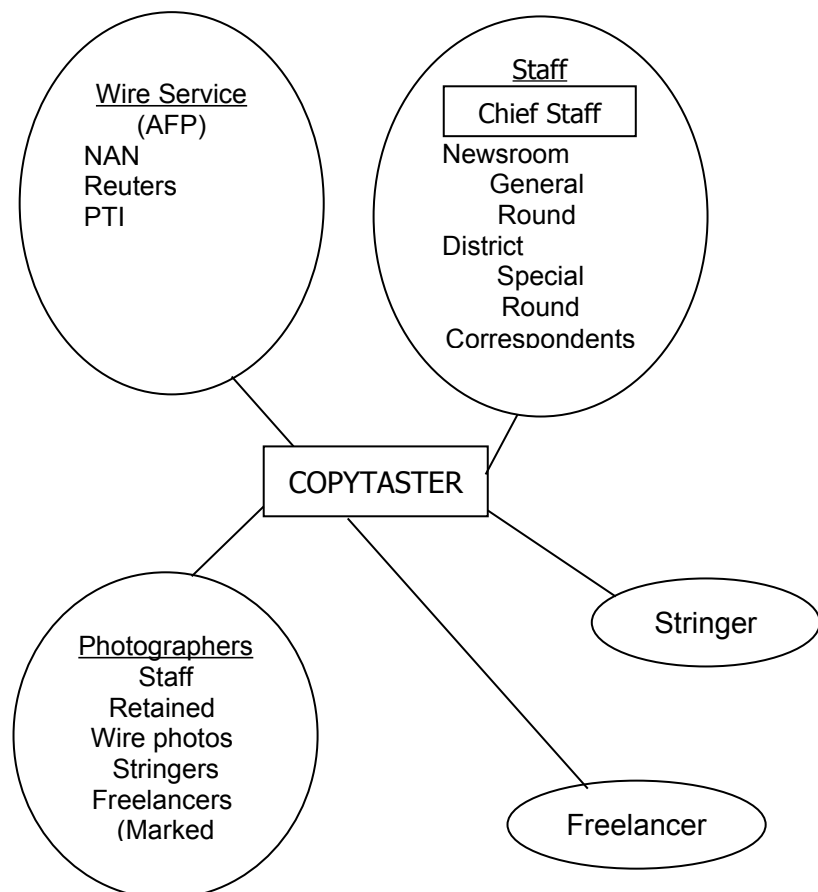 Wire Service
(AFP)
NAN
Reuters
PTI
Staff
Chief Staff
Newsroom
General
Round
District
Special
Round
Correspondents
COPYTASTER
Photographers
Staff
Retained
Wire photos
Stringers
Freelancers
(Marked
Stringer
Freelancer